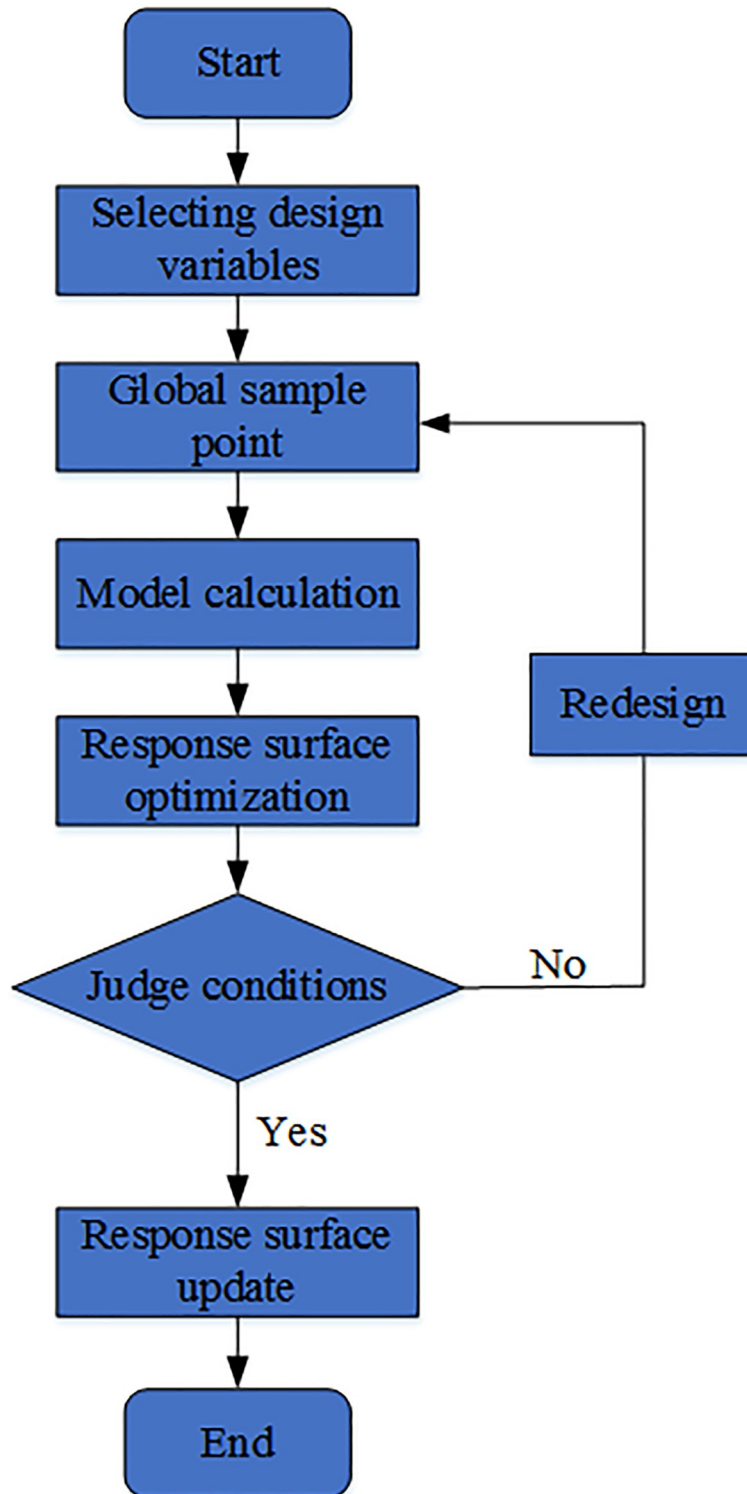 Start
Selecting design
variables
Global sample
point
Model calculation
Redesign
Response surface
optimization
Judge conditions
No
Yes
Response surface
update
End